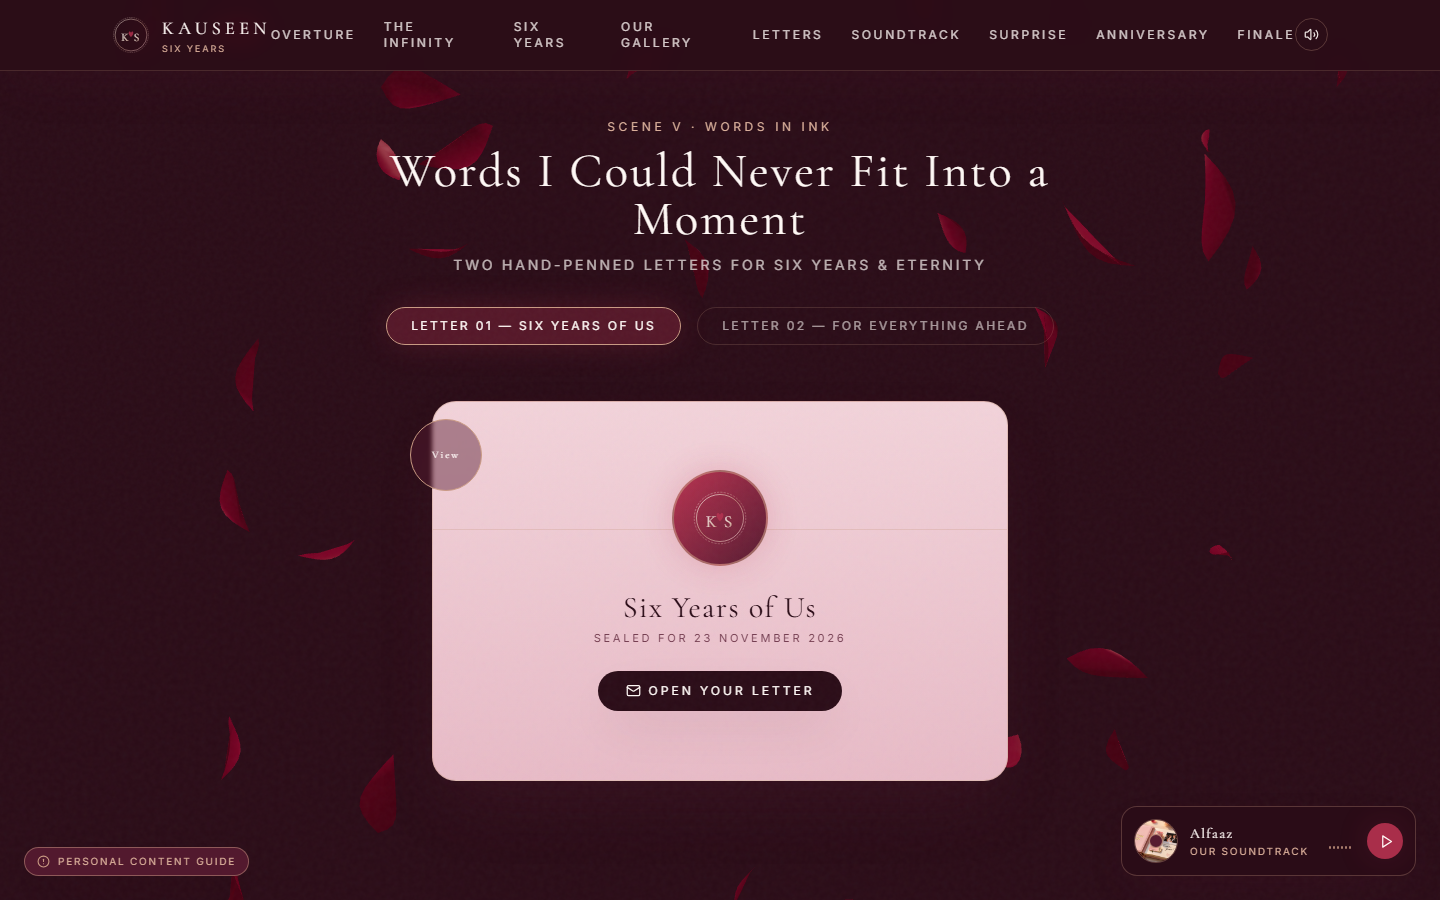 K♥S
KAUSEEN
SIX YEARS
OVERTURE
THE INFINITY
SIX YEARS
OUR GALLERY
LETTERS
SOUNDTRACK
SURPRISE
ANNIVERSARY
FINALE
SCENE V · WORDS IN INK
Words I Could Never Fit Into a
Moment
TWO HAND-PENNED LETTERS FOR SIX YEARS & ETERNITY
LETTER 01 — SIX YEARS OF US
LETTER 02 — FOR EVERYTHING AHEAD
View
K♥S
Six Years of Us
SEALED FOR 23 NOVEMBER 2026
OPEN YOUR LETTER
Alfaaz
OUR SOUNDTRACK
PERSONAL CONTENT GUIDE